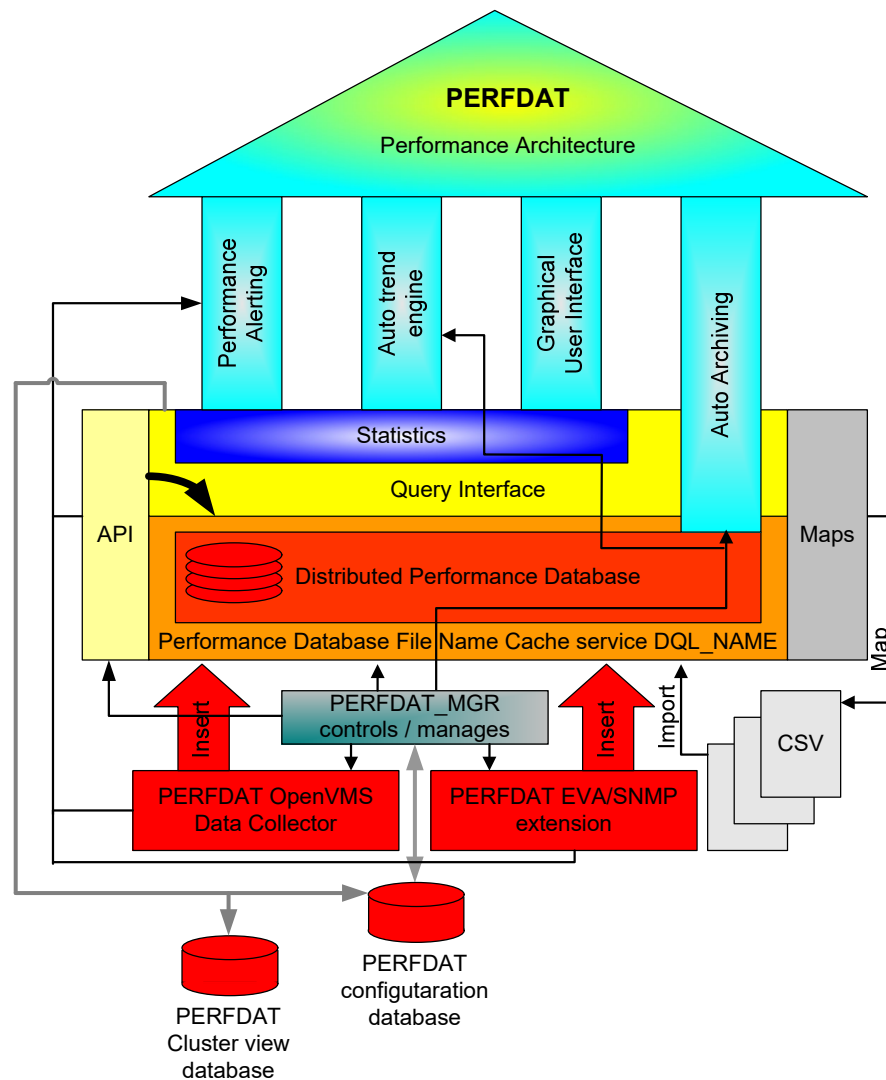 PERFDAT
Performance Architecture
Performance
Alerting
Auto trend
engine
Graphical
User Interface
Auto Archiving
Statistics
Query Interface
API
Maps
Distributed Performance Database
Performance Database File Name Cache service DQL_NAME
Map
Insert
PERFDAT_MGR
controls / manages
Insert
Import
CSV
PERFDAT OpenVMS
Data Collector
PERFDAT EVA/SNMP
extension
PERFDAT
configutaration
database
PERFDAT
Cluster view
database